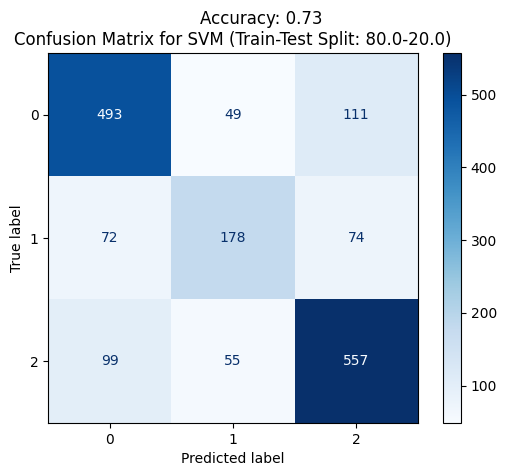 Accuracy: 0.73
Confusion Matrix for SVM (Train-Test Split: 80.0-20.0)
True label
0 493 49 111
1 72 178 74
2 99 55 557
0 1 2
Predicted label
500
400
300
200
100